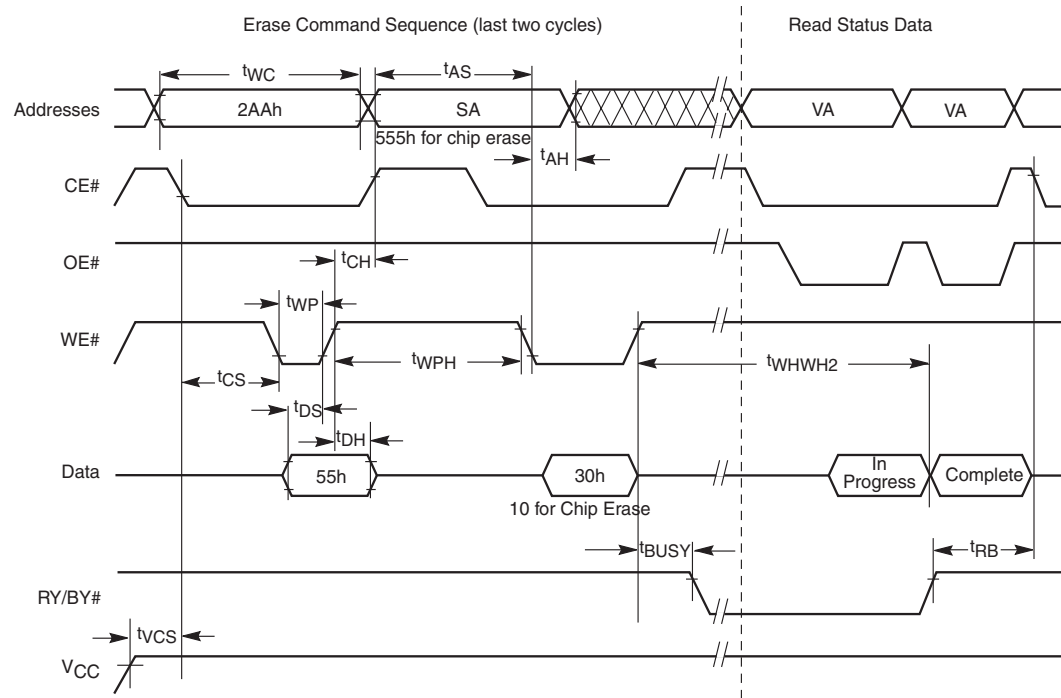 Erase Command Sequence (last two cycles)
Read Status Data
tWC
tAS
Addresses
2AAh
SA
VA
VA
555h for chip erase
tAH
CE#
OE#
tCH
tWP
WE#
tWPH
tWHWH2
tCS
tDS
tDH
Data
55h
30h
In
Progress
Complete
10 for Chip Erase
tBUSY
tRB
RY/BY#
tVCS
VCC